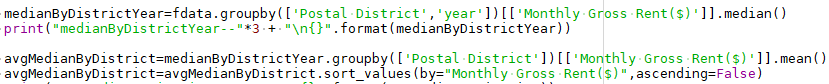 medianByDistrictYear=fdata.groupby(['Postal District','year'])[['Monthly Gross Rent($)']].median()
print("medianByDistrictYear--"*3 + "\n{}".format(medianByDistrictYear))
avgMedianByDistrict=medianByDistrictYear.groupby(['Postal District'])[['Monthly Gross Rent($)']].mean()
avgMedianByDistrict=avgMedianByDistrict.sort_values(by="Monthly Gross Rent($)",ascending=False)